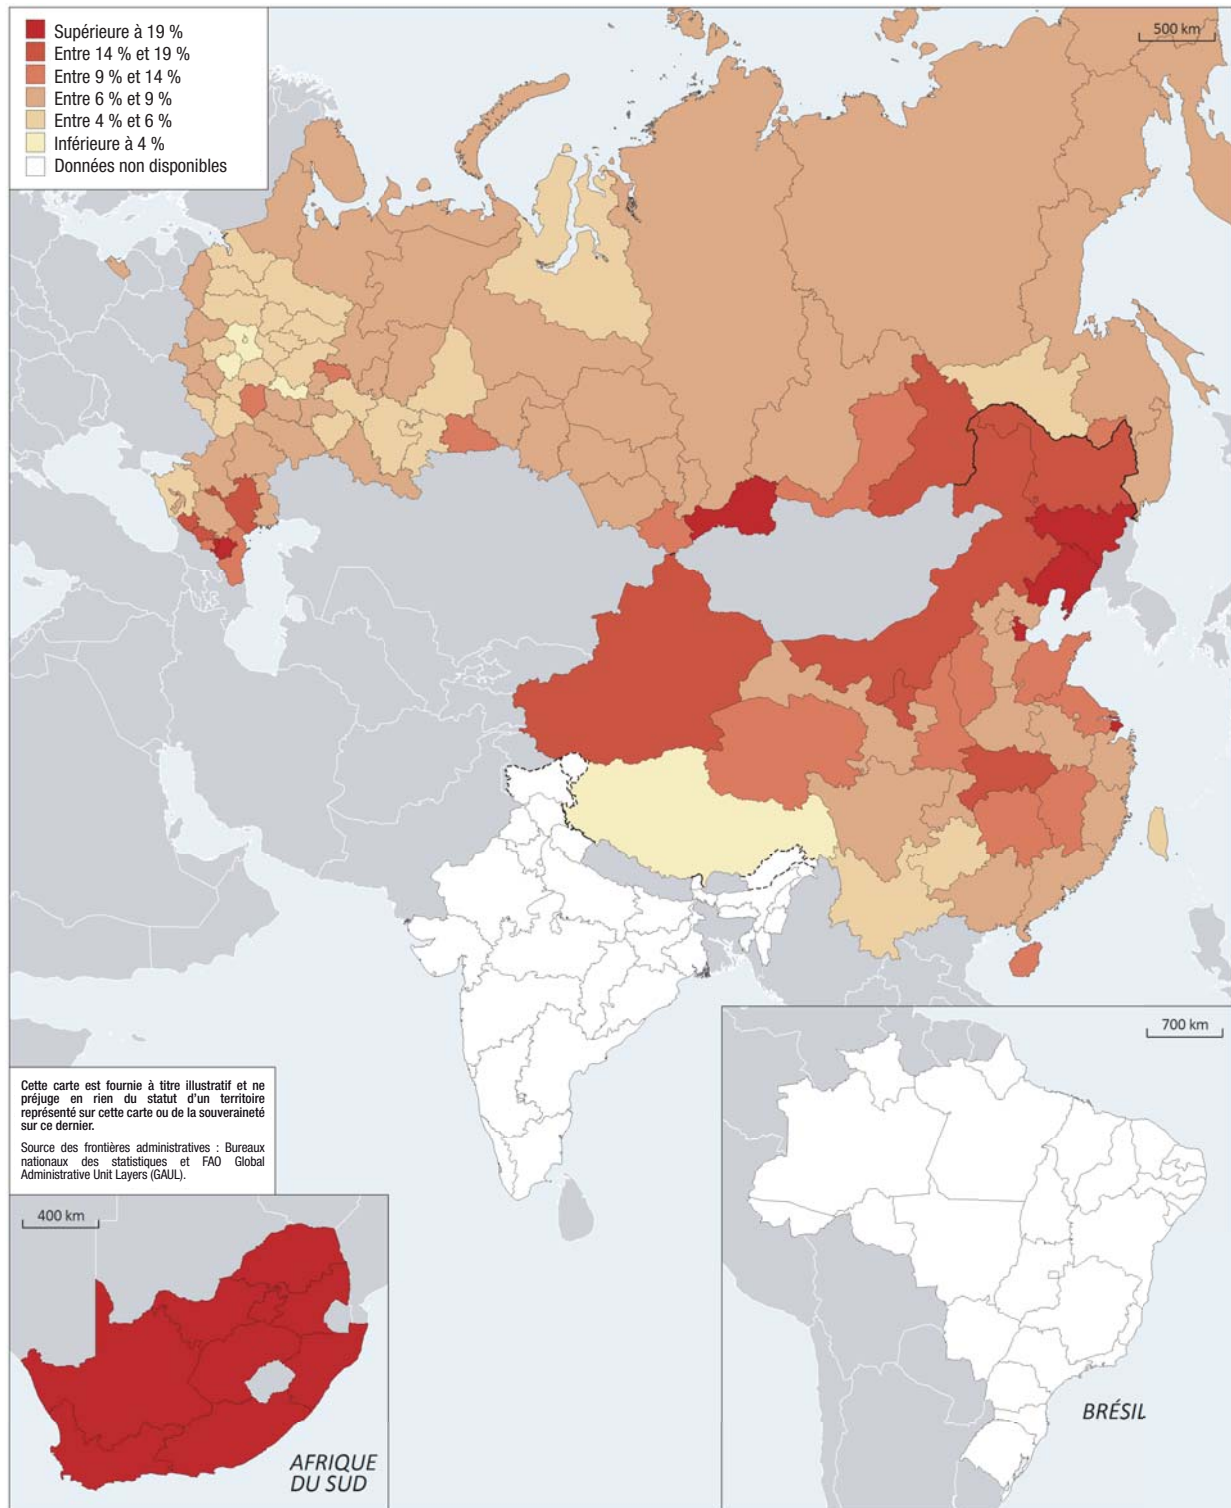 Supérieure à 19 %
Entre 14 % et 19 %
Entre 9 % et 14 %
Entre 6 % et 9 %
Entre 4 % et 6 %
Inférieure à 4 %
Données non disponibles
500 km
700 km
Cette carte est fournie à titre illustratif et ne
préjuge en rien du statut d'un territoire
représenté sur cette carte ou de la souveraineté
sur ce dernier.
Source des frontières administratives : Bureaux
nationaux des statistiques et FAO Global
Administrative Unit Layers (GAUL).
400 km
AFRIQUE
DU SUD
BRÉSIL